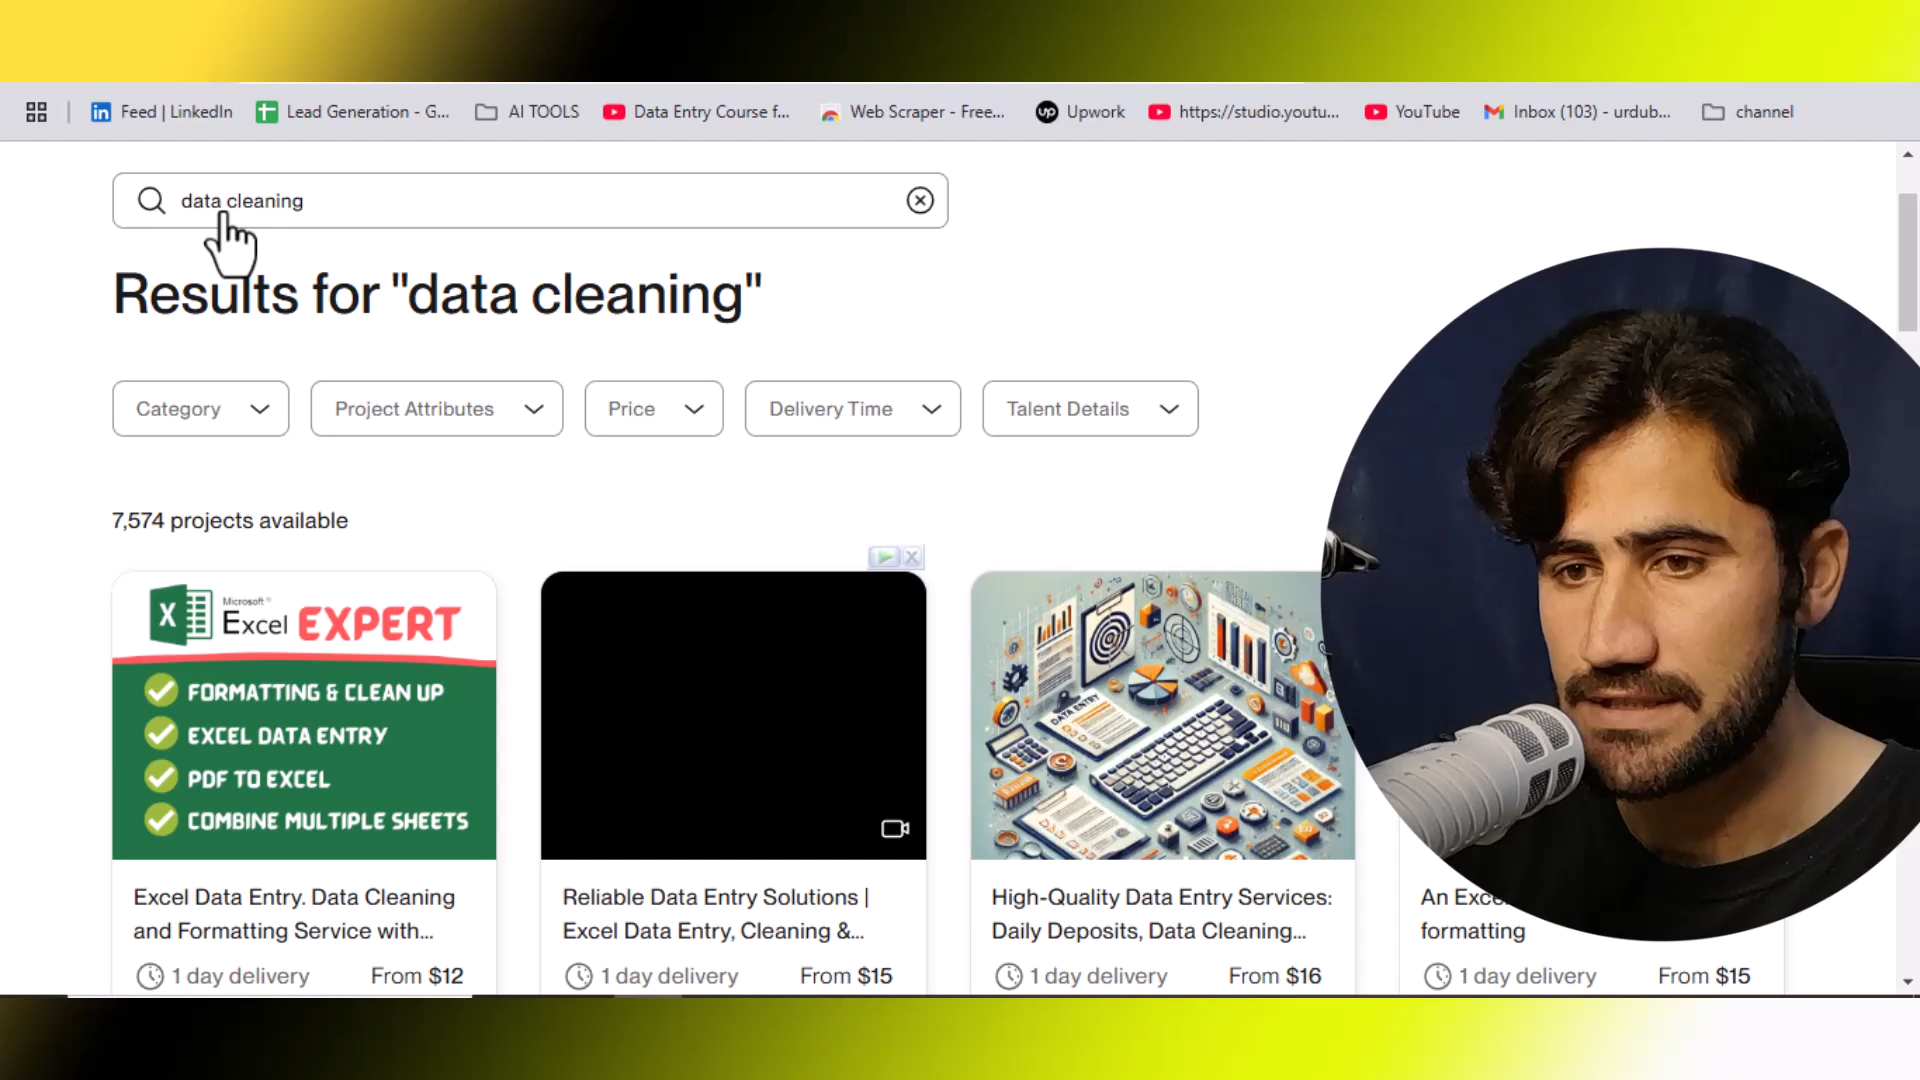 Feed | LinkedIn
Lead Generation - G...
AI TOOLS
Data Entry Course f...
Web Scraper - Free...
up
Upwork
https://studio.youtu...
YouTube
Inbox (103) - urdub...
channel
data cleaning
Results for "data cleaning"
Category
Project Attributes
Price
Delivery Time
Talent Details
7,574 projects available
Microsoft®
Excel EXPERT
FORMATTING & CLEAN UP
EXCEL DATA ENTRY
PDF TO EXCEL
COMBINE MULTIPLE SHEETS
DATA ENTRY
Excel Data Entry. Data Cleaning
and Formatting Service with...
1 day delivery From $12
Reliable Data Entry Solutions |
Excel Data Entry, Cleaning &...
1 day delivery From $15
High-Quality Data Entry Services:
Daily Deposits, Data Cleaning...
1 day delivery From $16
An Exce
formatting
1 day delivery From $15